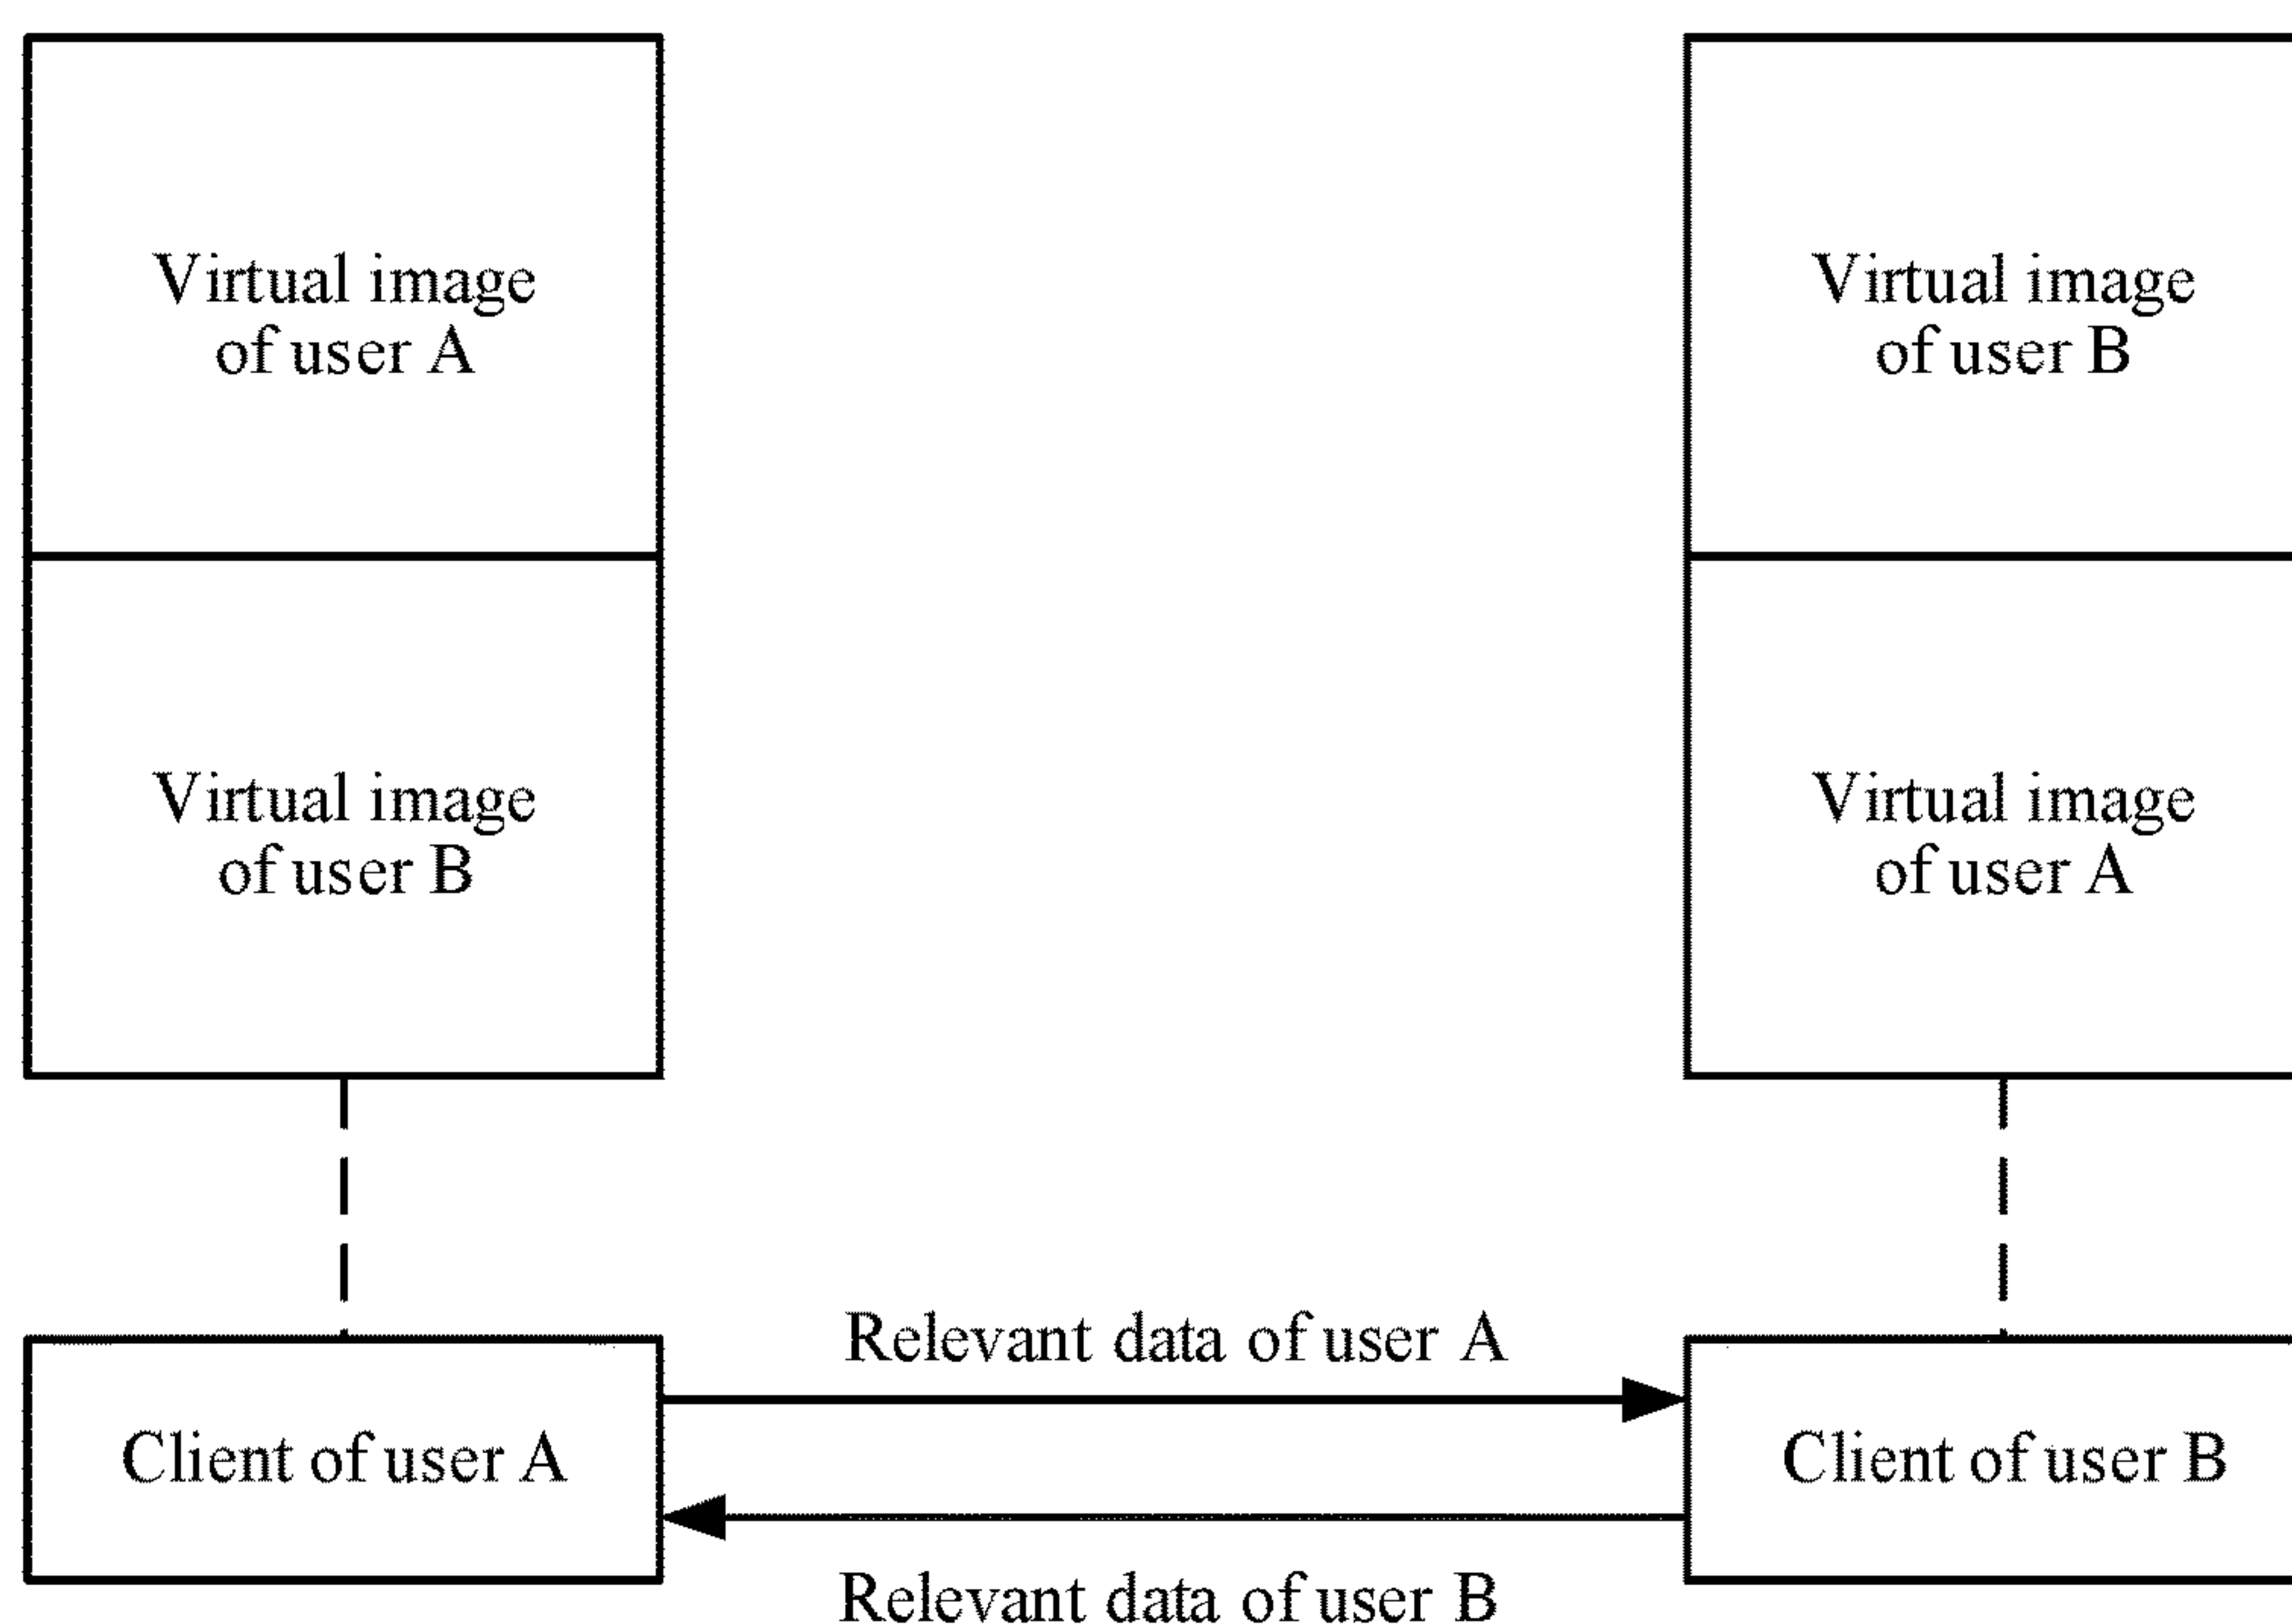 Virtual image
of user A
Virtual image
of user B
Virtual image
of user B
Virtual image
of user A
Relevant data of user A
Client of user A
Client of user B
Relevant data of user B